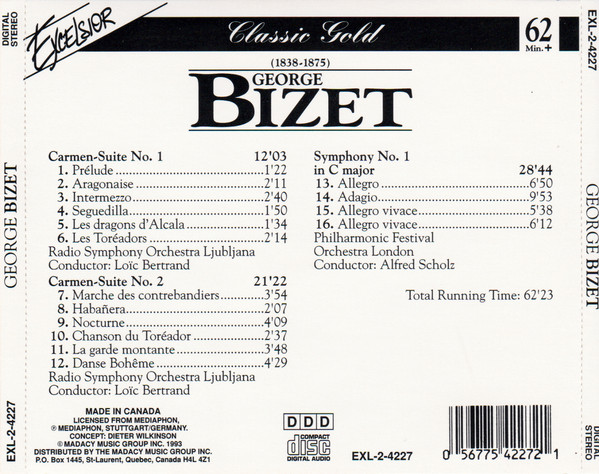 DIGITAL STEREO
EXCELSIOR
Classic Gold
62
Min.+
EXL-2-4227
(1838-1875)
GEORGE
BIZET
Carmen-Suite No. 1 12'03
1. Prélude 1'22
2. Aragonaise 2'11
3. Intermezzo 2'40
4. Seguedilla 1'50
5. Les dragons d'Alcala 1'34
6. Les Toréadors 2'14
Radio Symphony Orchestra Ljubljana
Conductor: Loïc Bertrand
Carmen-Suite No. 2 21'22
7. Marche des contrebandiers 3'54
8. Habañera 2'07
9. Nocturne 4'09
10. Chanson du Toréador 2'37
11. La garde montante 3'48
12. Danse Bohême 4'29
Radio Symphony Orchestra Ljubljana
Conductor: Loïc Bertrand
Symphony No. 1
in C major 28'44
13. Allegro 6'50
14. Adagio 9'53
15. Allegro vivace 5'38
16. Allegro vivace 6'12
Philharmonic Festival
Orchestra London
Conductor: Alfred Scholz
Total Running Time: 62'23
GEORGE BIZET
GEORGE BIZET
EXL-2-4227
MADE IN CANADA
LICENSED FROM MEDIAPHON,
℗ MEDIAPHON, STUTTGART/GERMANY.
CONCEPT: DIETER WILKINSON
© MADACY MUSIC GROUP INC. 1993
DISTRIBUTED BY THE MADACY MUSIC GROUP INC.
P.O. Box 1445, St-Laurent, Quebec, Canada H4L 4Z1
DDD
COMPACT
disc
DIGITAL AUDIO
EXL-2-4227
0 56775 42272 1
DIGITAL STEREO